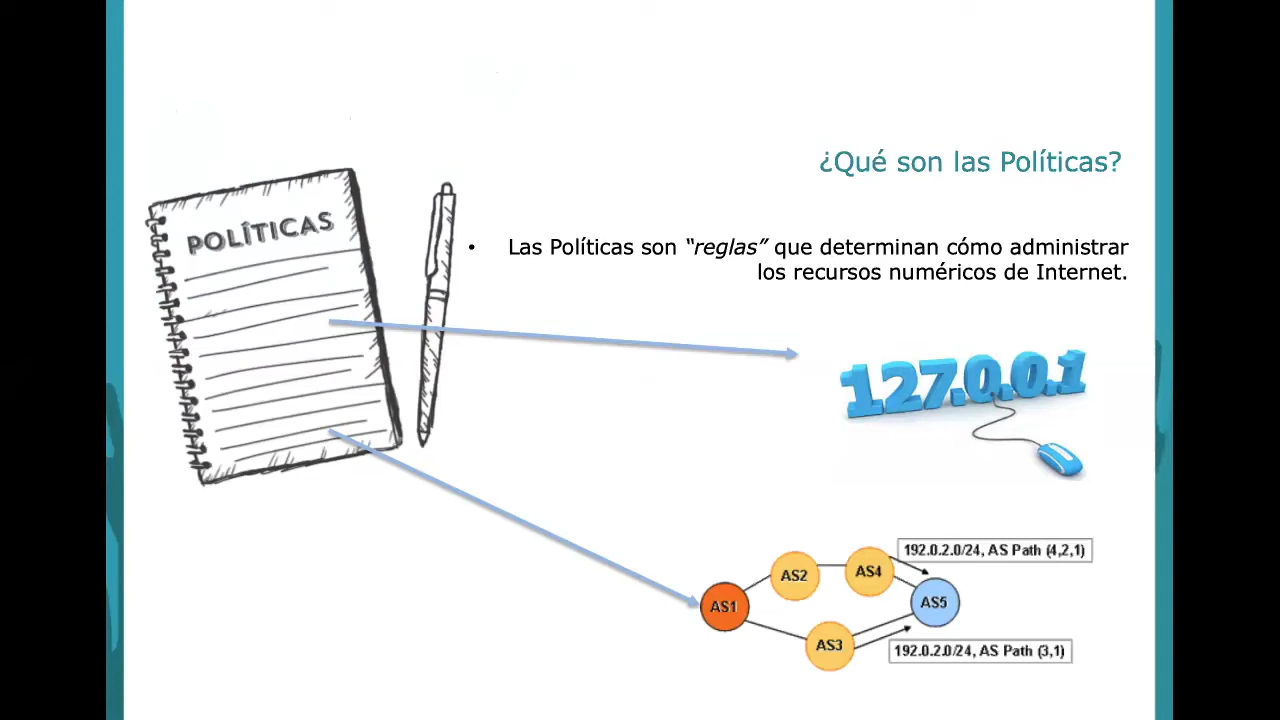 ¿Qué son las Políticas?
POLÍTICAS
• Las Políticas son “reglas” que determinan cómo administrar
los recursos numéricos de Internet.
127.0.0.1
192.0.2.0/24, AS Path (4,2,1)
AS2
AS4
AS1
AS5
AS3
192.0.2.0/24, AS Path (3,1)